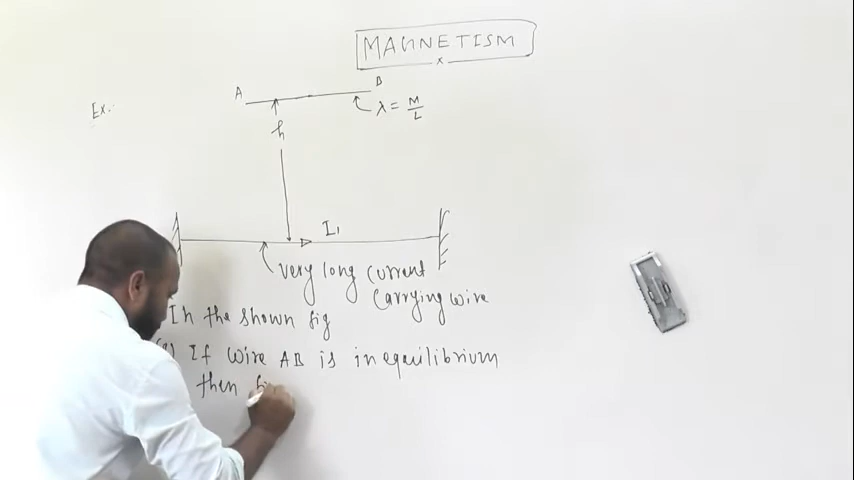 MAGNETISM
x
Ex.:
A
B
λ = M/L
h
I₁
very long current
carrying wire
In the shown fig
If wire AB is in equilibrium
then